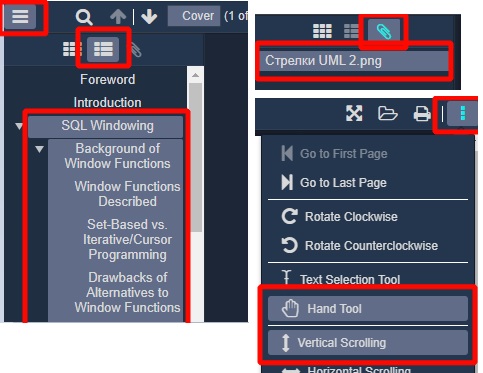 Cover (1 of
Foreword
Introduction
SQL Windowing
Background of
Window Functions
Window Functions
Described
Set-Based vs.
Iterative/Cursor
Programming
Drawbacks of
Alternatives to
Window Functions
Стрелки UML 2.png
Go to First Page
Go to Last Page
Rotate Clockwise
Rotate Counterclockwise
Text Selection Tool
Hand Tool
Vertical Scrolling
Horizontal Scrolling